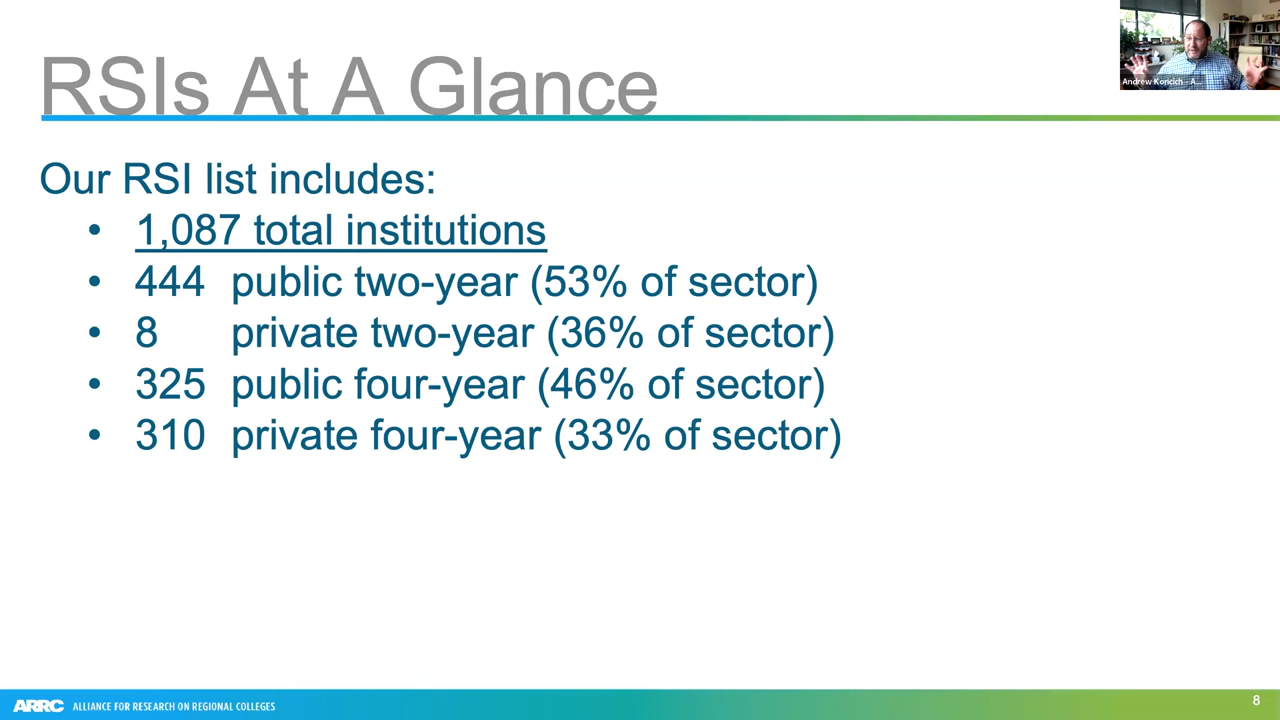 RSIs At A Glance
Andrew Koricich - A...
Our RSI list includes:
• 1,087 total institutions
• 444 public two-year (53% of sector)
• 8 private two-year (36% of sector)
• 325 public four-year (46% of sector)
• 310 private four-year (33% of sector)
ARRC ALLIANCE FOR RESEARCH ON REGIONAL COLLEGES
8